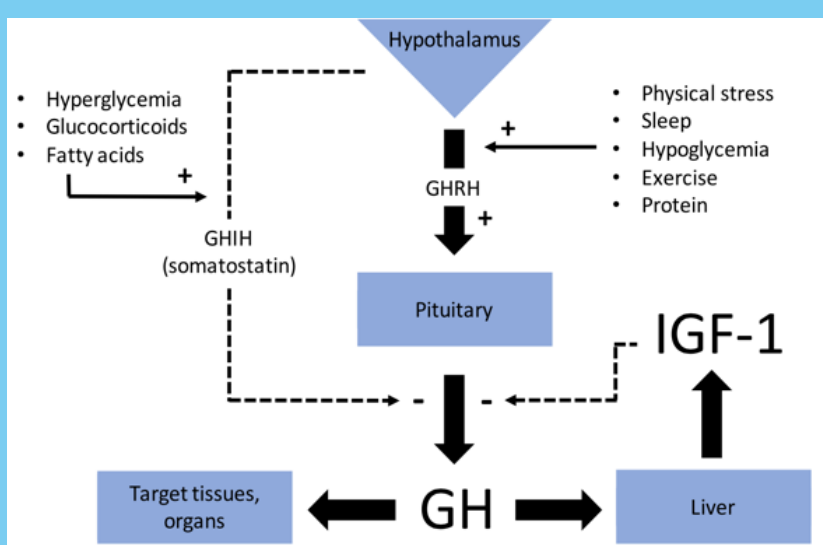 Hypothalamus
• Hyperglycemia
• Glucocorticoids
• Fatty acids
+
• Physical stress
• Sleep
• Hypoglycemia
• Exercise
• Protein
+
GHRH
+
GHIH
(somatostatin)
Pituitary
IGF-1
-
-
Target tissues,
organs
GH
Liver